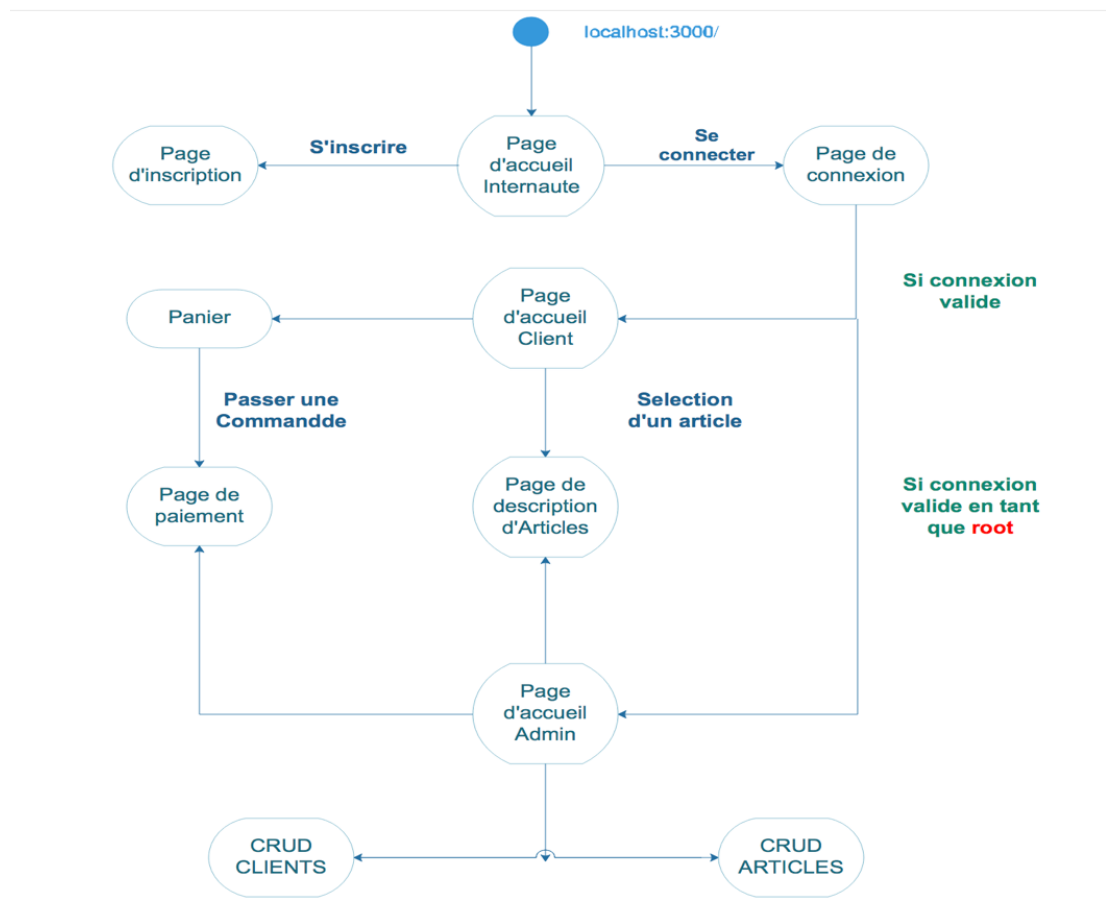 localhost:3000/
Page
d'inscription
S'inscrire
Page
d'accueil
Internaute
Se
connecter
Page de
connexion
Si connexion
valide
Panier
Page
d'accueil
Client
Passer une
Commandde
Selection
d'un article
Page de
paiement
Page de
description
d'Articles
Si connexion
valide en tant
que root
Page
d'accueil
Admin
CRUD
CLIENTS
CRUD
ARTICLES